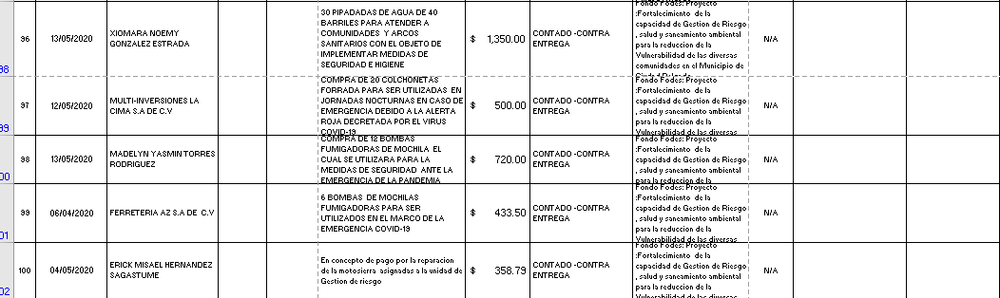 98
96
13/05/2020
XIOMARA NOEMY
GONZALEZ ESTRADA
30 PIPADADAS DE AGUA DE 40
BARRILES PARA ATENDER A
COMUNIDADES Y ARCOS
SANITARIOS CON EL OBJETO DE
IMPLEMENTAR MEDIDAS DE
SEGURIDAD E HIGIENE
$ 1,350.00
CONTADO -CONTRA
ENTREGA
Fondo Fodes: Proyecto
:Fortalecimiento de la
capacidad de Gestion de Riesgo
, salud y saneamiento ambiental
para la reduccion de la
Vulnerabilidad de las diversas
comunidades en el Municipio de
N/A
99
97
12/05/2020
MULTI-INVERSIONES LA
CIMA S.A DE C.V
COMPRA DE 20 COLCHONETAS
FORRADA PARA SER UTILIZADAS EN
JORNADAS NOCTURNAS EN CASO DE
EMERGENCIA DEBIDO A LA ALERTA
ROJA DECRETADA POR EL VIRUS
COVID-19
$ 500.00
CONTADO -CONTRA
ENTREGA
Fondo Fodes: Proyecto
:Fortalecimiento de la
capacidad de Gestion de Riesgo
, salud y saneamiento ambiental
para la reduccion de la
Vulnerabilidad de las diversas
N/A
00
98
13/05/2020
MADELYN YASMIN TORRES
RODRIGUEZ
COMPRA DE 12 BOMBAS
FUMIGADORAS DE MOCHILA EL
CUAL SE UTILIZARA PARA LA
MEDIDAS DE SEGURIDAD ANTE LA
EMERGENCIA DE LA PANDEMIA
$ 720.00
CONTADO -CONTRA
ENTREGA
Fondo Fodes: Proyecto
:Fortalecimiento de la
capacidad de Gestion de Riesgo
, salud y saneamiento ambiental
para la reduccion de la
N/A
01
99
06/04/2020
FERRETERIA AZ S.A DE C.V
6 BOMBAS DE MOCHILAS
FUMIGADORAS PARA SER
UTILIZADOS EN EL MARCO DE LA
EMERGENCIA COVID-19
$ 433.50
CONTADO -CONTRA
ENTREGA
Fondo Fodes: Proyecto
:Fortalecimiento de la
capacidad de Gestion de Riesgo
, salud y saneamiento ambiental
para la reduccion de la
Vulnerabilidad de las diversas
N/A
02
100
04/05/2020
ERICK MISAEL HERNANDEZ
SAGASTUME
En concepto de pago por la reparacion
de la motosierra asignadas a la unidad de
Gestion de riesgo
$ 358.79
CONTADO -CONTRA
ENTREGA
Fondo Fodes: Proyecto
:Fortalecimiento de la
capacidad de Gestion de Riesgo
, salud y saneamiento ambiental
para la reduccion de la
Vulnerabilidad de las diversas
N/A